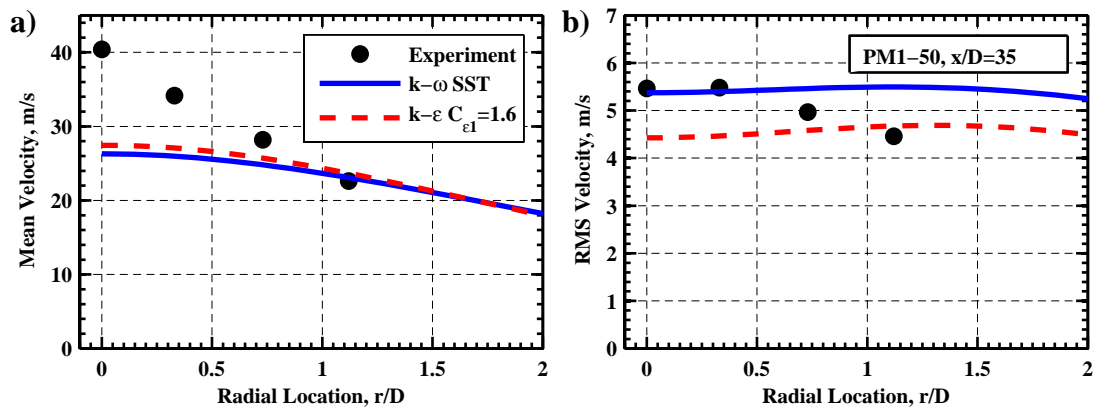 a)
Mean Velocity, m/s
40
30
20
10
0
Experiment
k−ω SST
k−ε C_ε1=1.6
0 0.5 1 1.5 2
Radial Location, r/D
b)
RMS Velocity, m/s
7
6
5
4
3
2
1
0
PM1−50, x/D=35
0 0.5 1 1.5 2
Radial Location, r/D